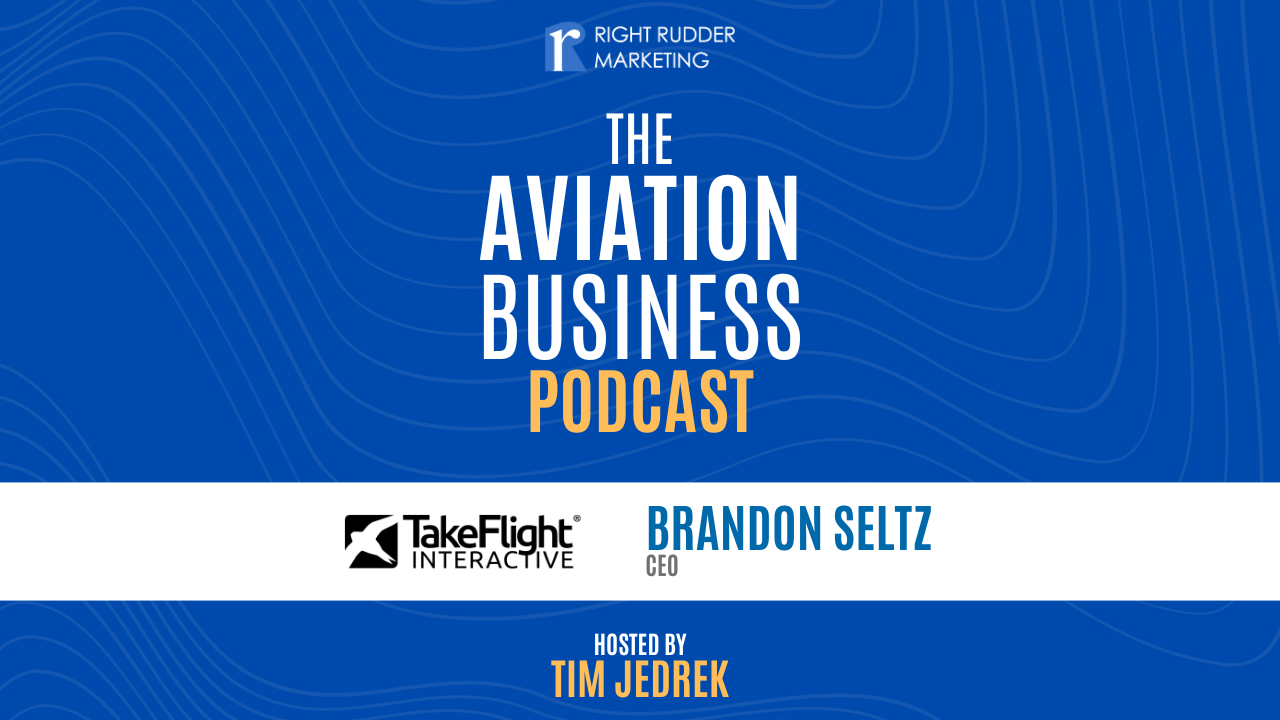 RIGHT RUDDER
MARKETING
THE
AVIATION
BUSINESS
PODCAST
TakeFlight®
INTERACTIVE
BRANDON SELTZ
CEO
HOSTED BY
TIM JEDREK